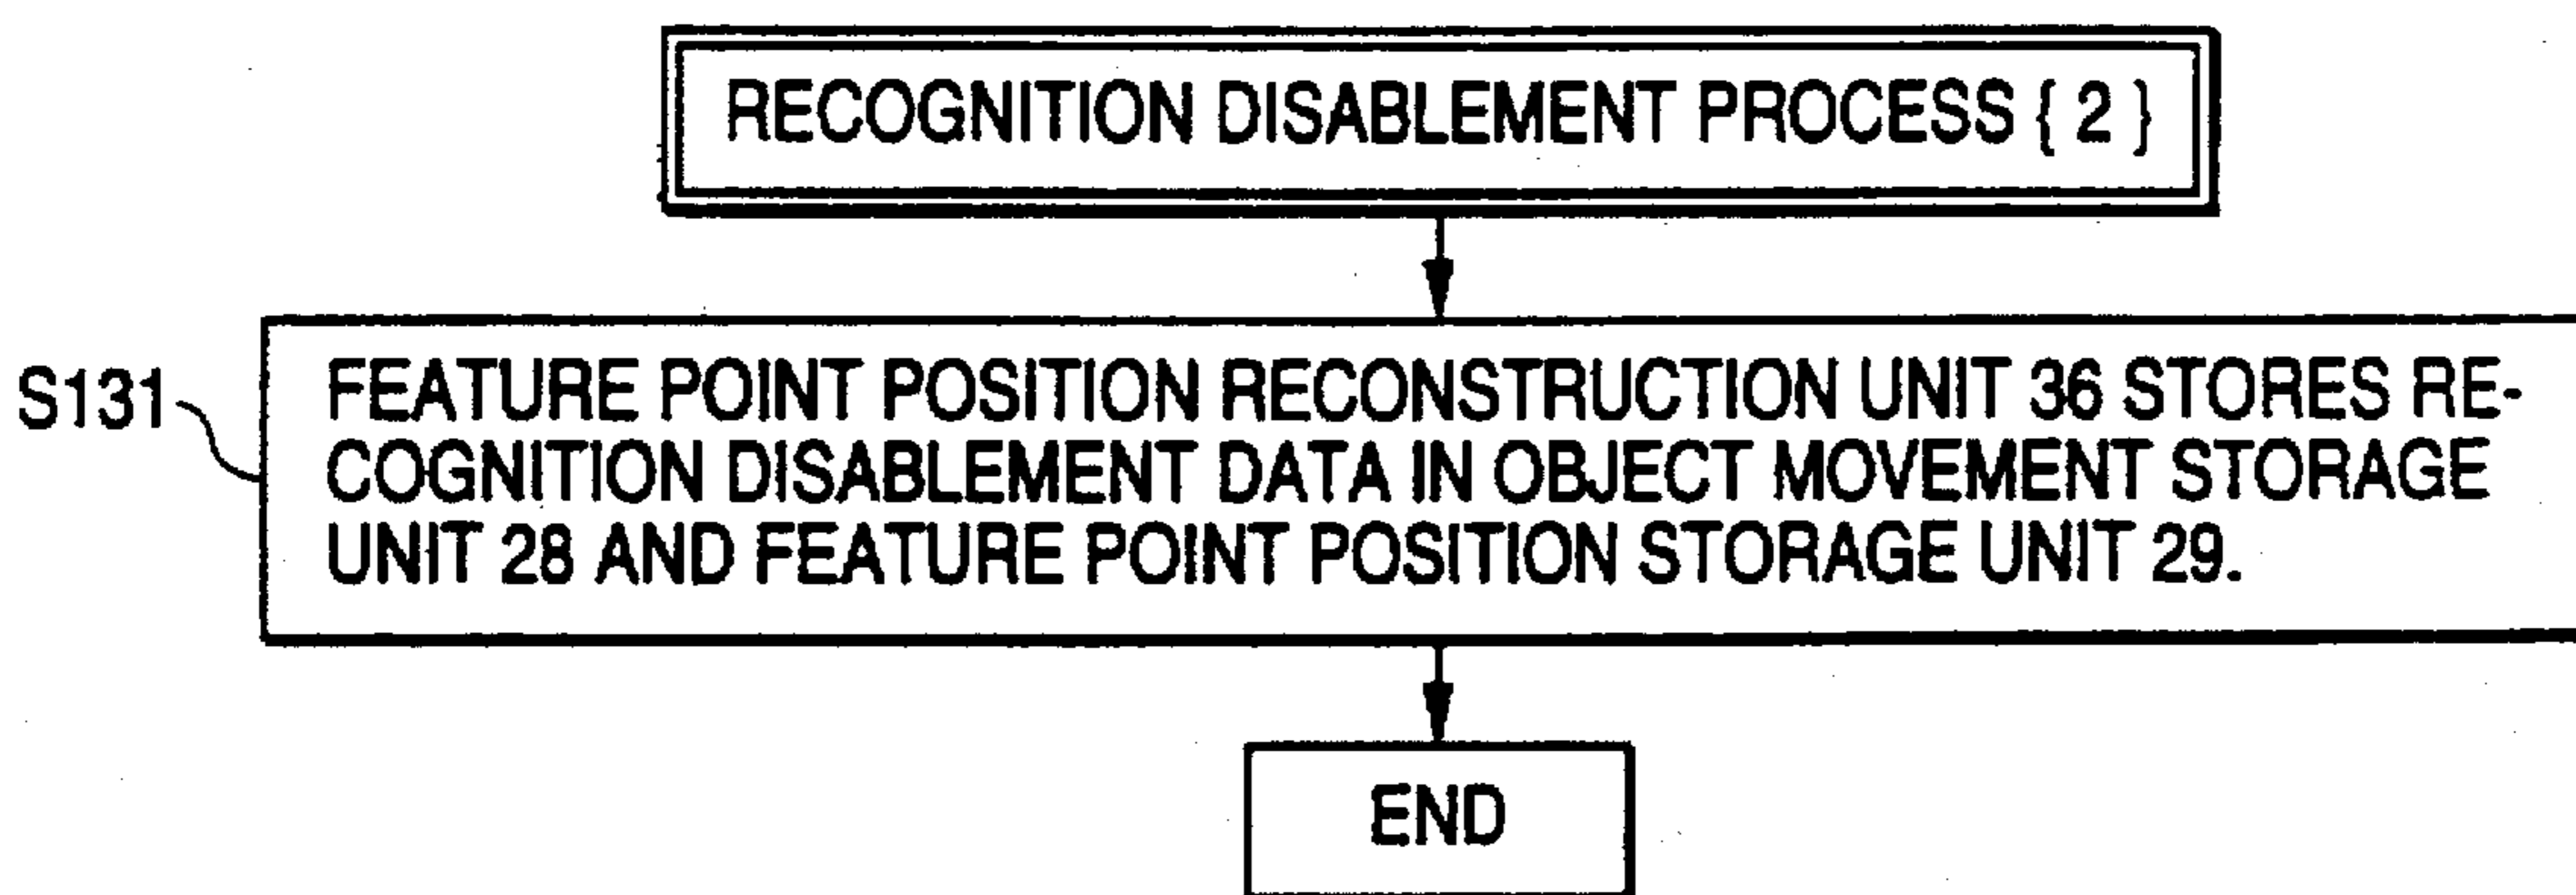 RECOGNITION DISABLEMENT PROCESS { 2 }
S131
FEATURE POINT POSITION RECONSTRUCTION UNIT 36 STORES RE-
COGNITION DISABLEMENT DATA IN OBJECT MOVEMENT STORAGE
UNIT 28 AND FEATURE POINT POSITION STORAGE UNIT 29.
END